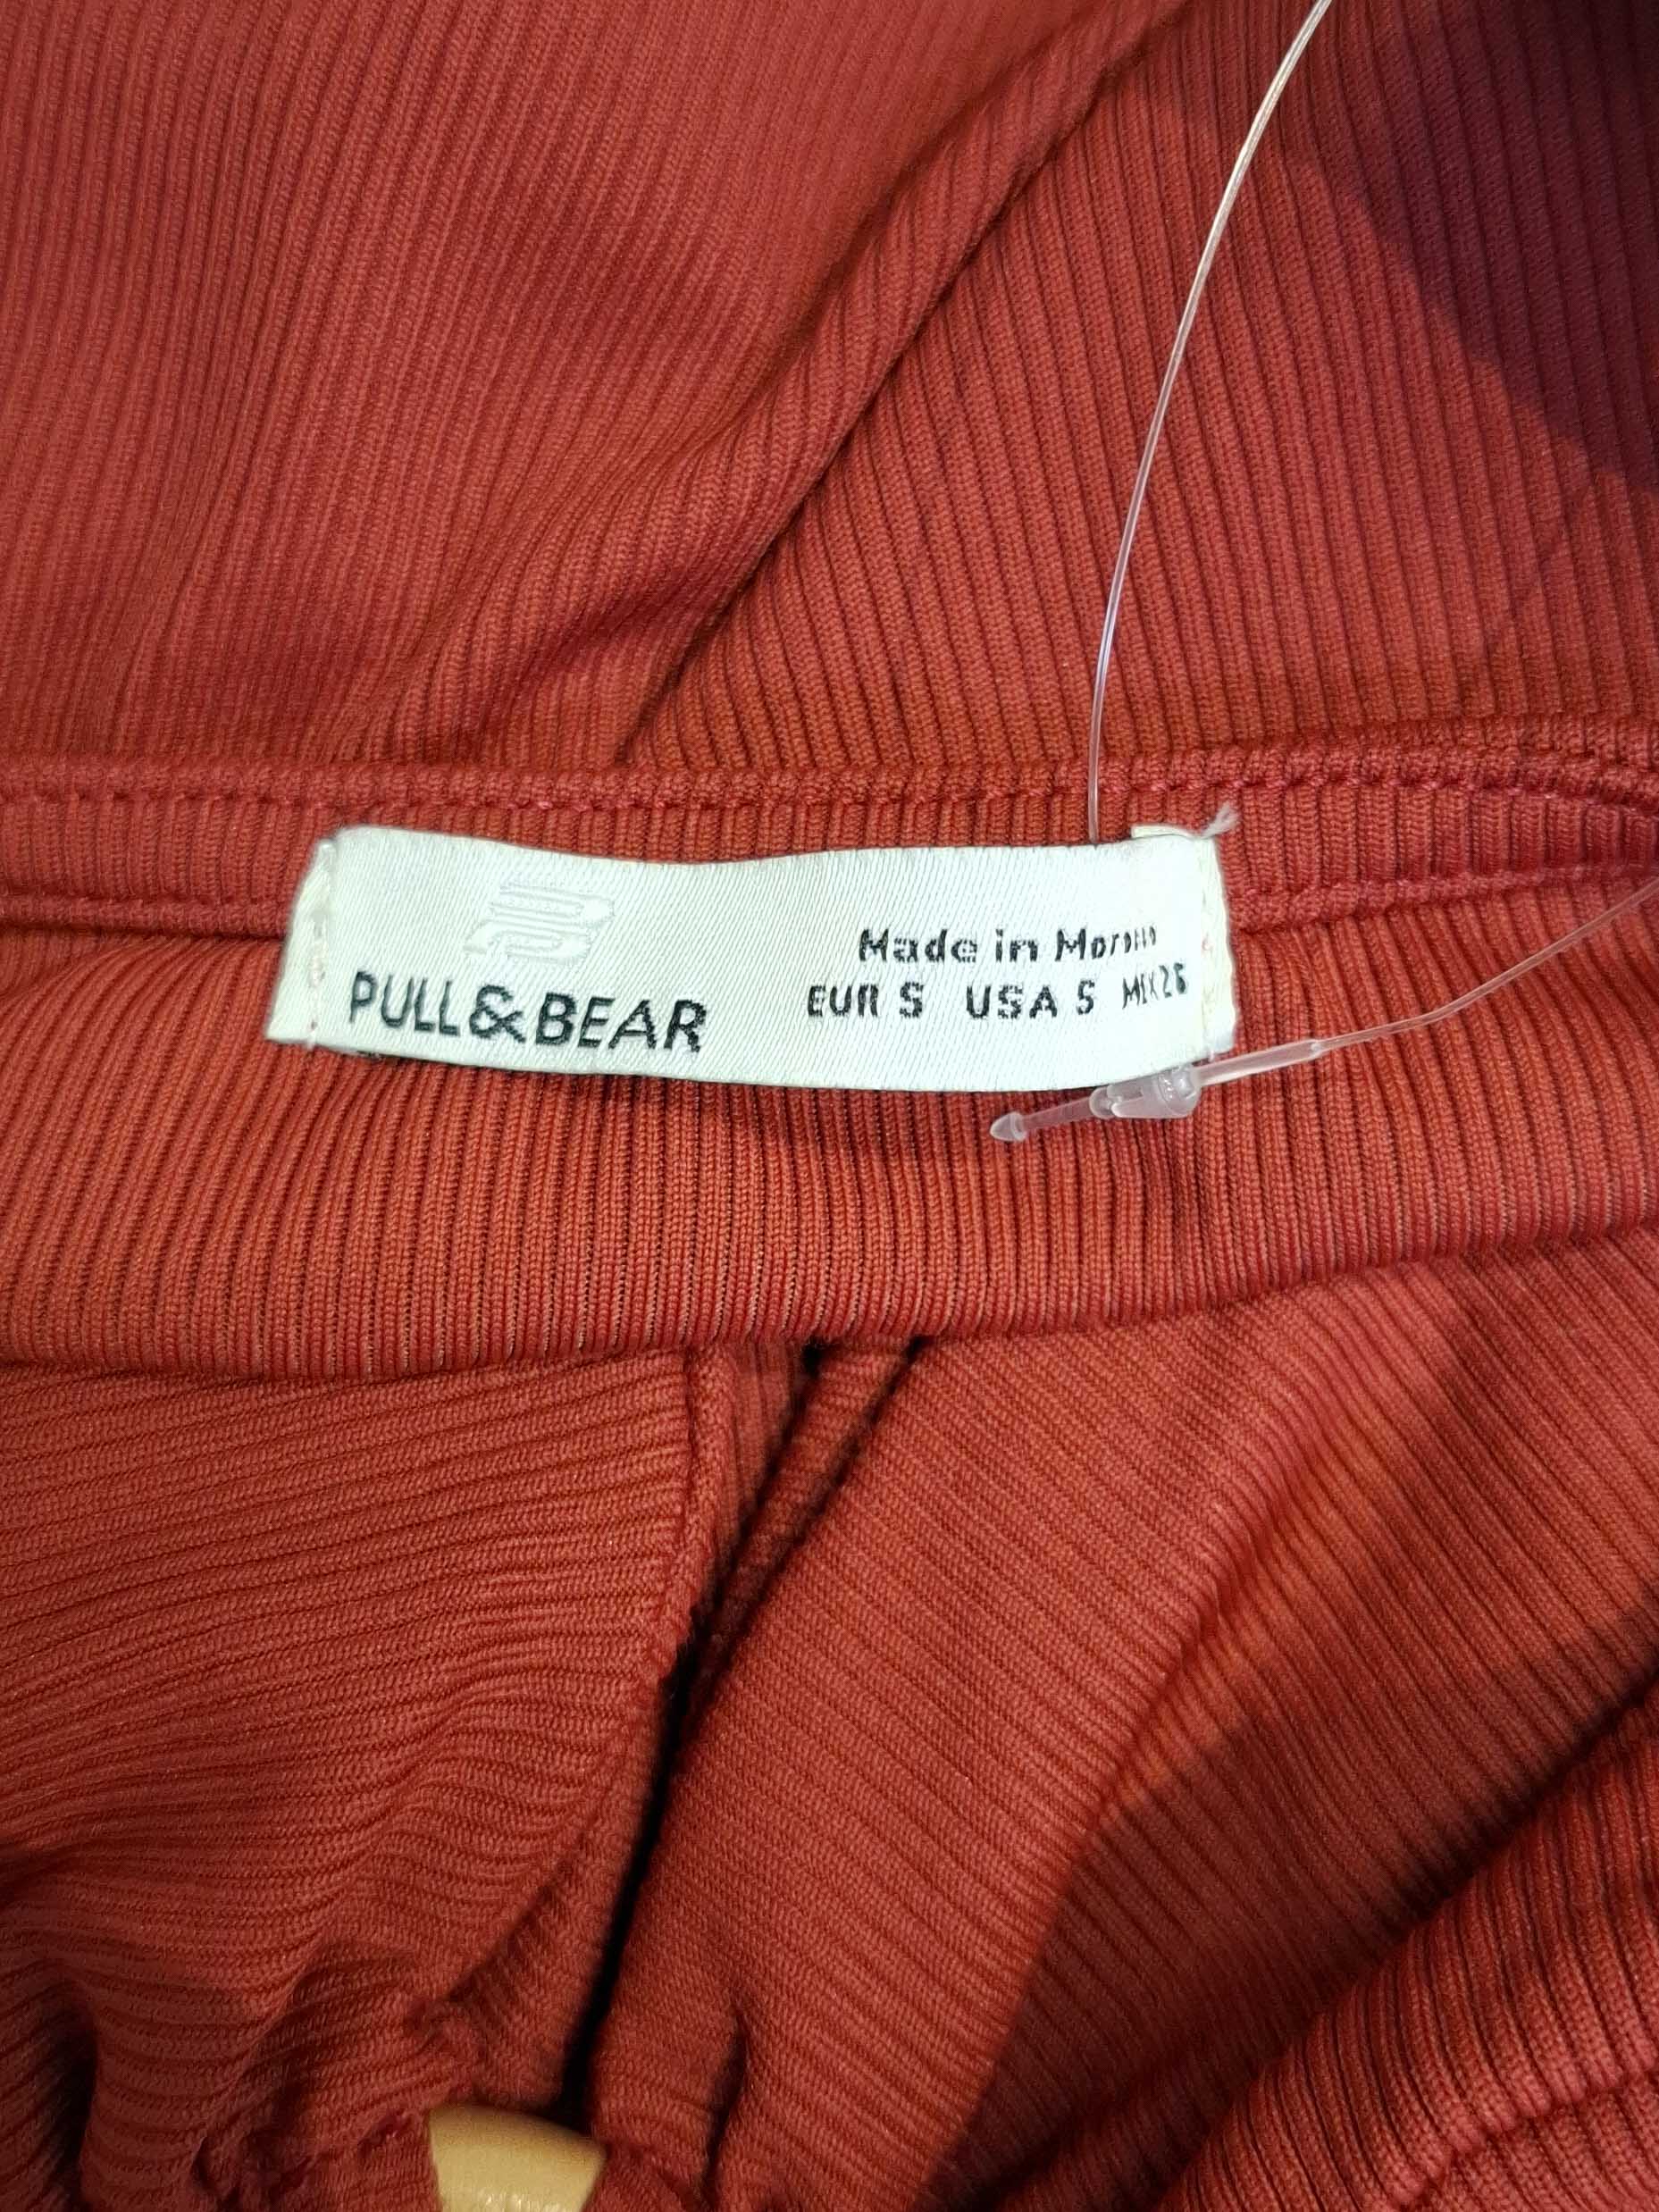 PULL&BEAR
Made in Morocco
EUR S USA S MEX 26